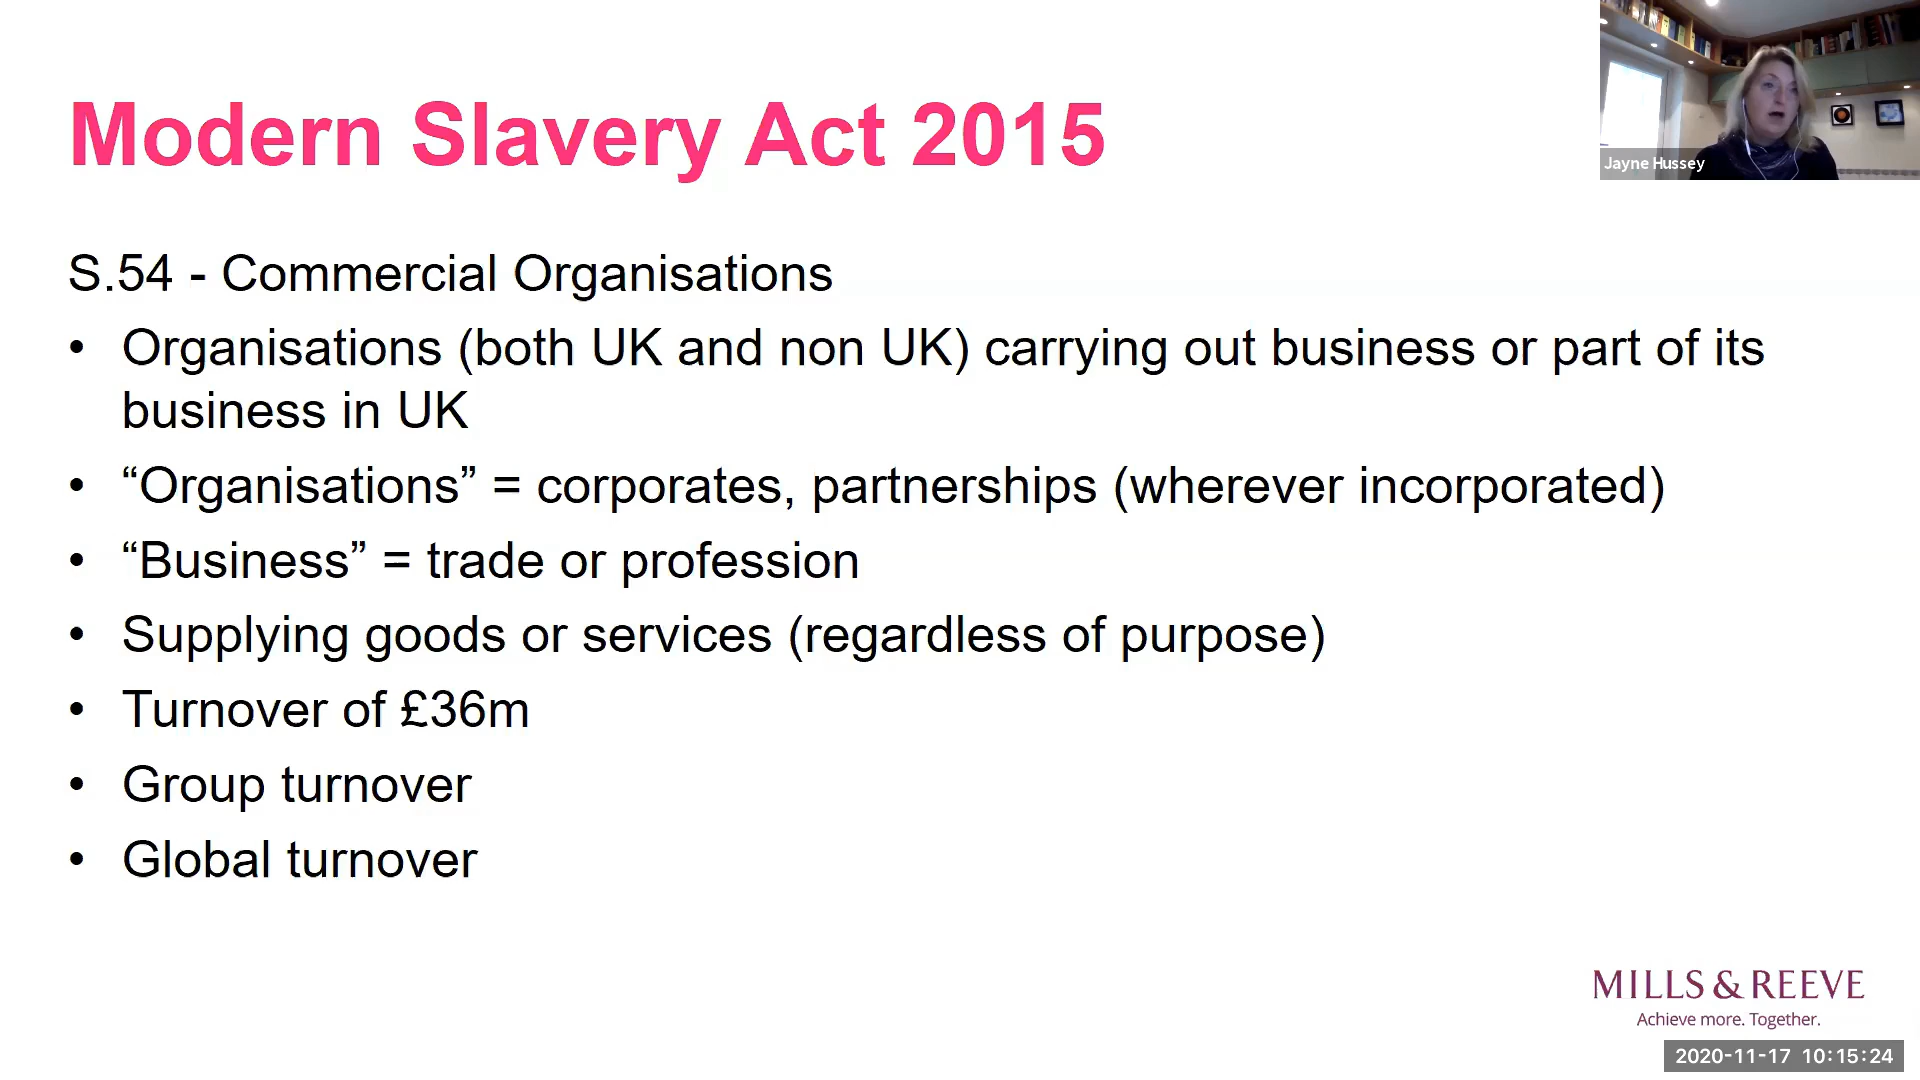 Modern Slavery Act 2015
Jayne Hussey
S.54 - Commercial Organisations
• Organisations (both UK and non UK) carrying out business or part of its
business in UK
• “Organisations” = corporates, partnerships (wherever incorporated)
• “Business” = trade or profession
• Supplying goods or services (regardless of purpose)
• Turnover of £36m
• Group turnover
• Global turnover
MILLS & REEVE
Achieve more. Together.
2020-11-17 10:15:24